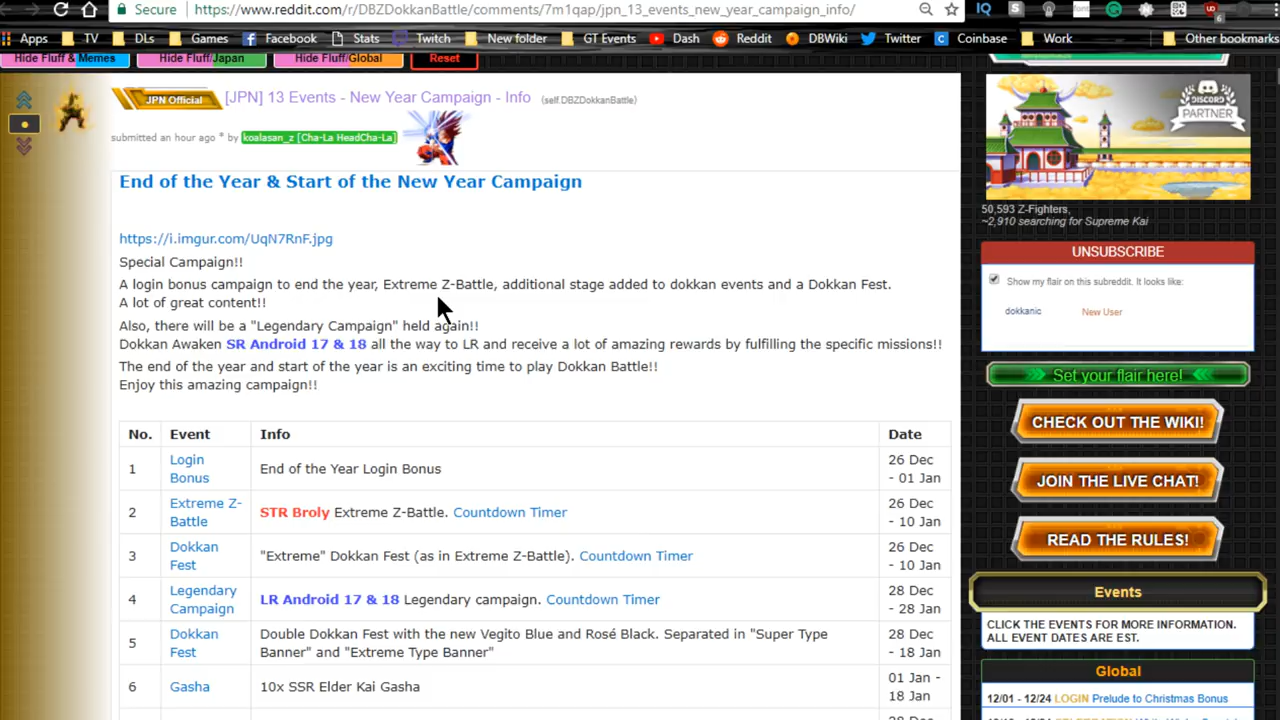 Secure https://www.reddit.com/r/DBZDokkanBattle/comments/7m1qap/jpn_13_events_new_year_campaign_info/
Apps TV DLs Games Facebook Stats Twitch New folder GT Events Dash Reddit DBWiki Twitter Coinbase Work Other bookmarks
Hide Fluff & Memes Hide Fluff/Japan Hide Fluff/Global Reset
JPN Official [JPN] 13 Events - New Year Campaign - Info (self.DBZDokkanBattle)
submitted an hour ago * by koalasan_z [Cha-La HeadCha-La]
End of the Year & Start of the New Year Campaign
https://i.imgur.com/UqN7RnF.jpg
Special Campaign!!
A login bonus campaign to end the year, Extreme Z-Battle, additional stage added to dokkan events and a Dokkan Fest.
A lot of great content!!
Also, there will be a "Legendary Campaign" held again!!
Dokkan Awaken SR Android 17 & 18 all the way to LR and receive a lot of amazing rewards by fulfilling the specific missions!!
The end of the year and start of the year is an exciting time to play Dokkan Battle!!
Enjoy this amazing campaign!!
No. Event Info Date
1 Login Bonus End of the Year Login Bonus 26 Dec - 01 Jan
2 Extreme Z-Battle STR Broly Extreme Z-Battle. Countdown Timer 26 Dec - 10 Jan
3 Dokkan Fest "Extreme" Dokkan Fest (as in Extreme Z-Battle). Countdown Timer 26 Dec - 10 Jan
4 Legendary Campaign LR Android 17 & 18 Legendary campaign. Countdown Timer 28 Dec - 28 Jan
5 Dokkan Fest Double Dokkan Fest with the new Vegito Blue and Rosé Black. Separated in "Super Type Banner" and "Extreme Type Banner" 28 Dec - 18 Jan
6 Gasha 10x SSR Elder Kai Gasha 01 Jan - 18 Jan
28 Dec
DISCORD
PARTNER
50,593 Z-Fighters,
~2,910 searching for Supreme Kai
UNSUBSCRIBE
Show my flair on this subreddit. It looks like:
dokkanic New User
Set your flair here!
CHECK OUT THE WIKI!
JOIN THE LIVE CHAT!
READ THE RULES!
Events
CLICK THE EVENTS FOR MORE INFORMATION.
ALL EVENT DATES ARE EST.
Global
12/01 - 12/24 LOGIN Prelude to Christmas Bonus